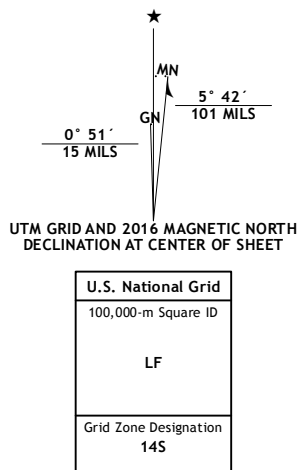 ★
MN
GN
5° 42´
101 MILS
0° 51´
15 MILS
UTM GRID AND 2016 MAGNETIC NORTH
DECLINATION AT CENTER OF SHEET
U.S. National Grid
100,000-m Square ID
LF
Grid Zone Designation
14S